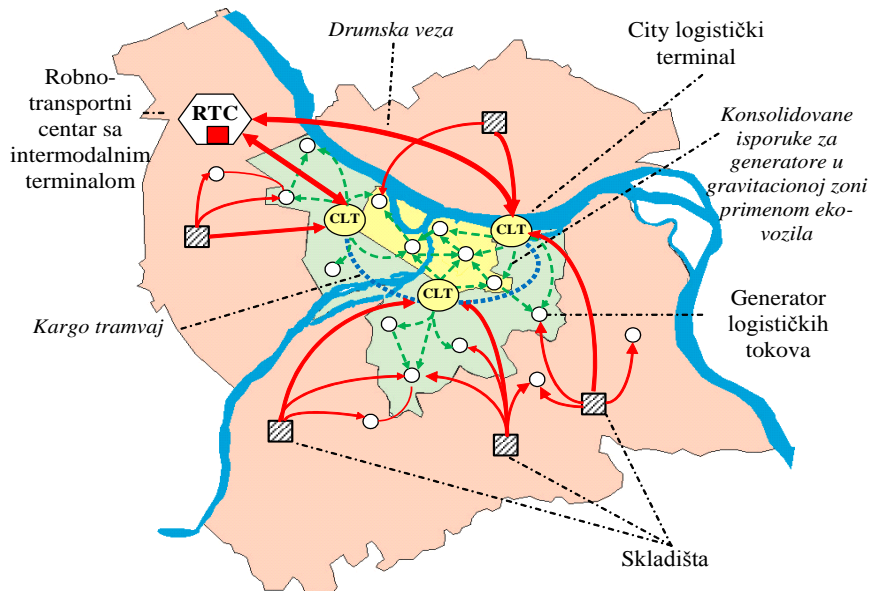 Drumska veza
City logistički
terminal
Robno-
transportni
centar sa
intermodalnim
terminalom
RTC
Konsolidovane
isporuke za
generatore u
gravitacionoj zoni
primenom eko-
vozila
CLT
CLT
CLT
Kargo tramvaj
Generator
logističkih
tokova
Skladišta